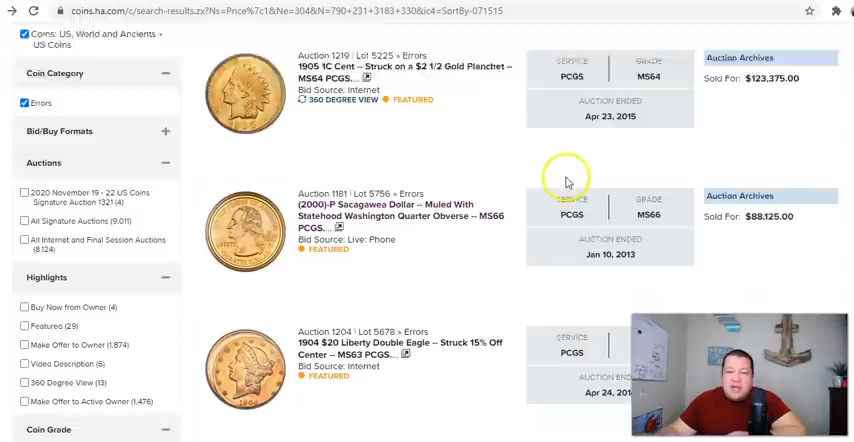 coins.ha.com/c/search-results.zx?Ns=Price%7c1&Ne=304&N=790+231+3183+330&ic4=SortBy-071515
Coins: US, World and Ancients »
US Coins
Coin Category
Errors
Bid/Buy Formats
Auctions
2020 November 19 - 22 US Coins
Signature Auction 1321 (4)
All Signature Auctions (9,011)
All Internet and Final Session Auctions
(8,124)
Highlights
Buy Now from Owner (4)
Featured (29)
Make Offer to Owner (1,874)
Video Description (6)
360 Degree View (13)
Make Offer to Active Owner (1,476)
Coin Grade
Auction 1219 | Lot 5225 » Errors
1905 1C Cent -- Struck on a $2 1/2 Gold Planchet --
MS64 PCGS....
Bid Source: Internet
360 DEGREE VIEW FEATURED
SERVICE GRADE
PCGS MS64
AUCTION ENDED
Apr 23, 2015
Auction Archives
Sold For: $123,375.00
Auction 1181 | Lot 5756 » Errors
(2000)-P Sacagawea Dollar -- Muled With
Statehood Washington Quarter Obverse -- MS66
PCGS....
Bid Source: Live: Phone
FEATURED
SERVICE GRADE
PCGS MS66
AUCTION ENDED
Jan 10, 2013
Auction Archives
Sold For: $88,125.00
Auction 1204 | Lot 5678 » Errors
1904 $20 Liberty Double Eagle -- Struck 15% Off
Center -- MS63 PCGS....
Bid Source: Internet
FEATURED
SERVICE
PCGS
AUCTION
Apr 24, 201